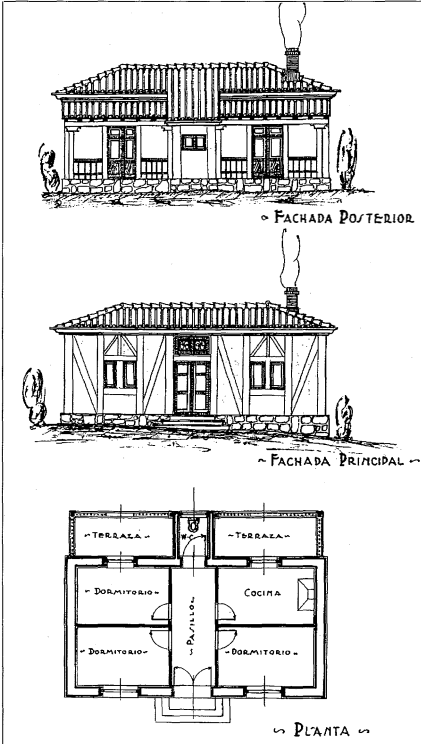 Fachada Posterior
Fachada Principal
Terraza
W.C.
Terraza
Dormitorio
Cocina
Pasillo
Dormitorio
Dormitorio
Planta